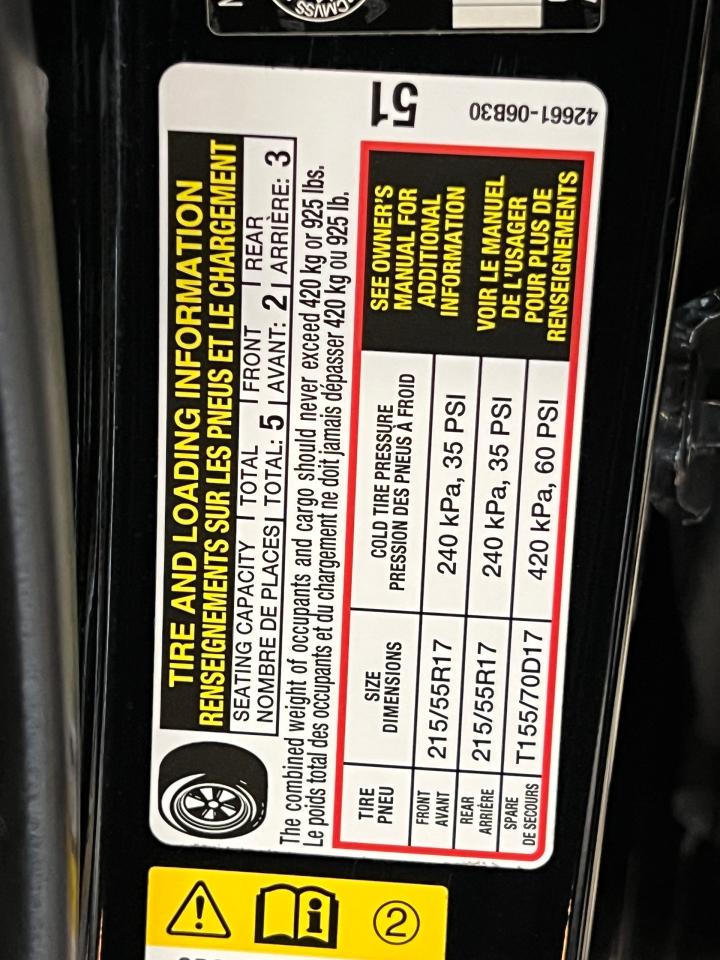 TIRE AND LOADING INFORMATION
RENSEIGNEMENTS SUR LES PNEUS ET LE CHARGEMENT
SEATING CAPACITY | TOTAL | FRONT | REAR
NOMBRE DE PLACES | TOTAL: 5 | AVANT: 2 | ARRIÈRE: 3
The combined weight of occupants and cargo should never exceed 420 kg or 925 lbs.
Le poids total des occupants et du chargement ne doit jamais dépasser 420 kg ou 925 lb.
TIRE
PNEU
SIZE
DIMENSIONS
COLD TIRE PRESSURE
PRESSION DES PNEUS À FROID
FRONT
AVANT
215/55R17
240 kPa, 35 PSI
REAR
ARRIÈRE
215/55R17
240 kPa, 35 PSI
SPARE
DE SECOURS
T155/70D17
420 kPa, 60 PSI
SEE OWNER'S
MANUAL FOR
ADDITIONAL
INFORMATION
VOIR LE MANUEL
DE L'USAGER
POUR PLUS DE
RENSEIGNEMENTS
51
42661-06B30
CMVSS
2